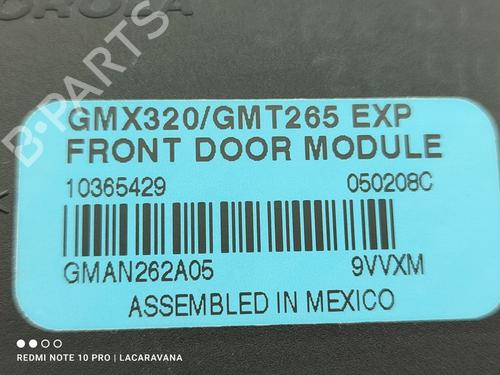 GMX320/GMT265 EXP
FRONT DOOR MODULE
10365429 050208C
GMAN262A05 9VVXM
ASSEMBLED IN MEXICO
B-PARTS
REDMI NOTE 10 PRO | LACARAVANA